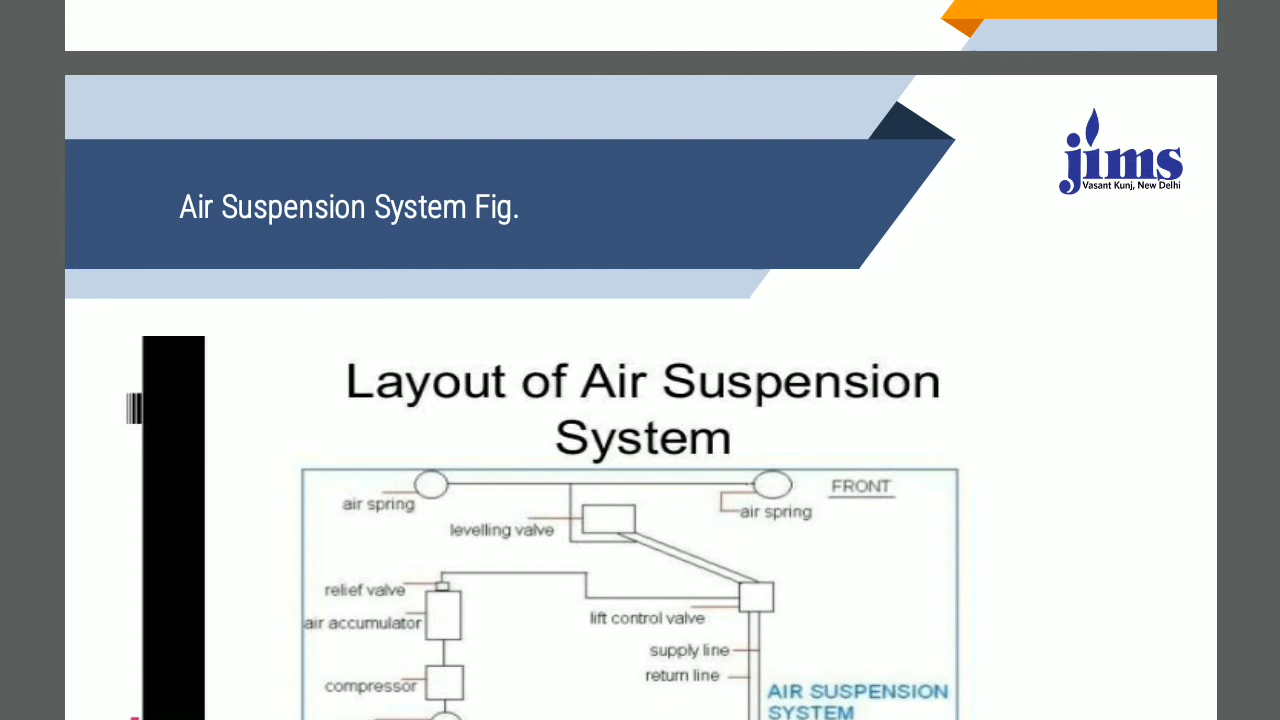 jims
Vasant Kunj, New Delhi
Air Suspension System Fig.
Layout of Air Suspension
System
FRONT
air spring
air spring
levelling valve
relief valve
lift control valve
air accumulator
supply line
return line
compressor
AIR SUSPENSION
SYSTEM